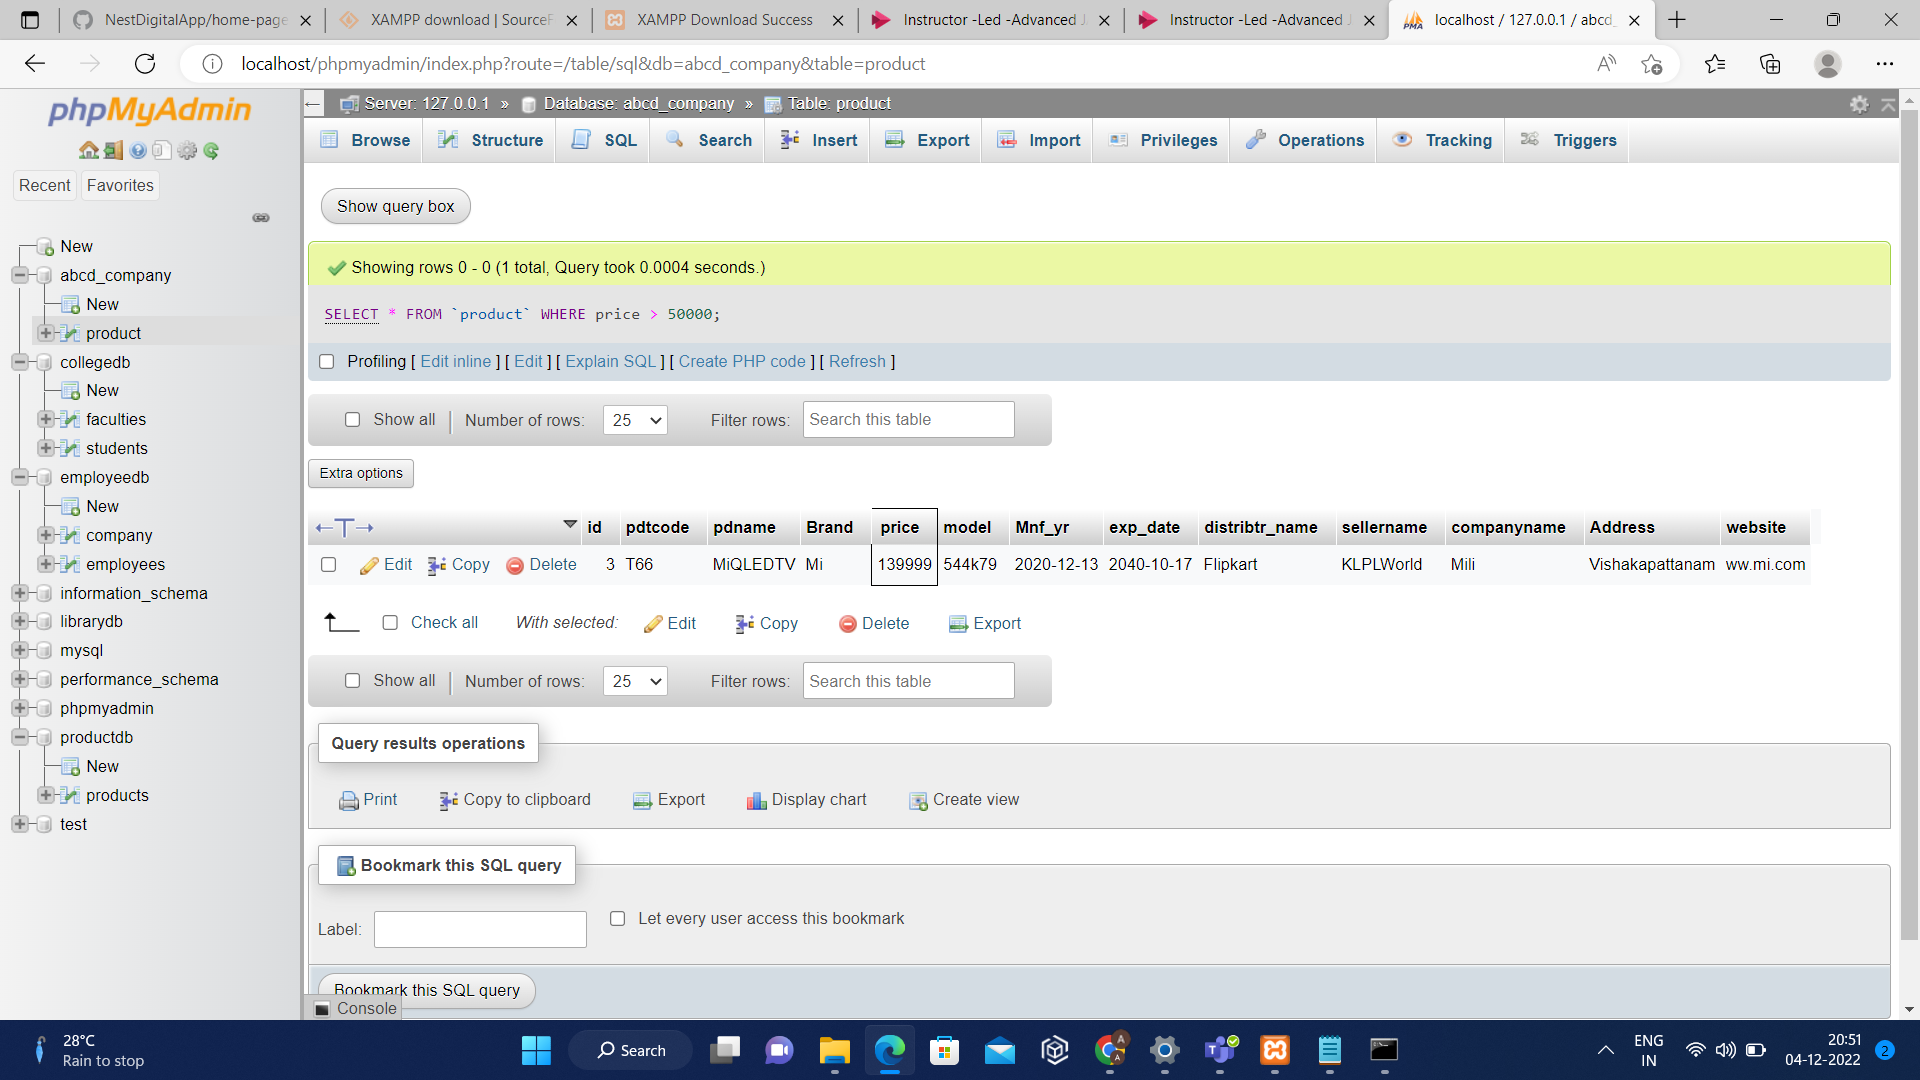 NestDigitalApp/home-page
XAMPP download | SourceF
XAMPP Download Success
Instructor -Led -Advanced J
Instructor -Led -Advanced J
localhost / 127.0.0.1 / abcd_
localhost/phpmyadmin/index.php?route=/table/sql&db=abcd_company&table=product
phpMyAdmin
Recent
Favorites
New
abcd_company
New
product
collegedb
New
faculties
students
employeedb
New
company
employees
information_schema
librarydb
mysql
performance_schema
phpmyadmin
productdb
New
products
test
Server: 127.0.0.1 » Database: abcd_company » Table: product
Browse Structure SQL Search Insert Export Import Privileges Operations Tracking Triggers
Show query box
Showing rows 0 - 0 (1 total, Query took 0.0004 seconds.)
SELECT * FROM `product` WHERE price > 50000;
Profiling [ Edit inline ] [ Edit ] [ Explain SQL ] [ Create PHP code ] [ Refresh ]
Show all | Number of rows: 25 Filter rows: Search this table
Extra options
←T→ id pdtcode pdname Brand price model Mnf_yr exp_date distribtr_name sellername companyname Address website
Edit Copy Delete 3 T66 MiQLEDTV Mi 139999 544k79 2020-12-13 2040-10-17 Flipkart KLPLWorld Mili Vishakapattanam ww.mi.com
Check all With selected: Edit Copy Delete Export
Show all | Number of rows: 25 Filter rows: Search this table
Query results operations
Print Copy to clipboard Export Display chart Create view
Bookmark this SQL query
Label: Let every user access this bookmark
Bookmark this SQL query
Console
28°C
Rain to stop
Search
ENG
IN
20:51
04-12-2022
2